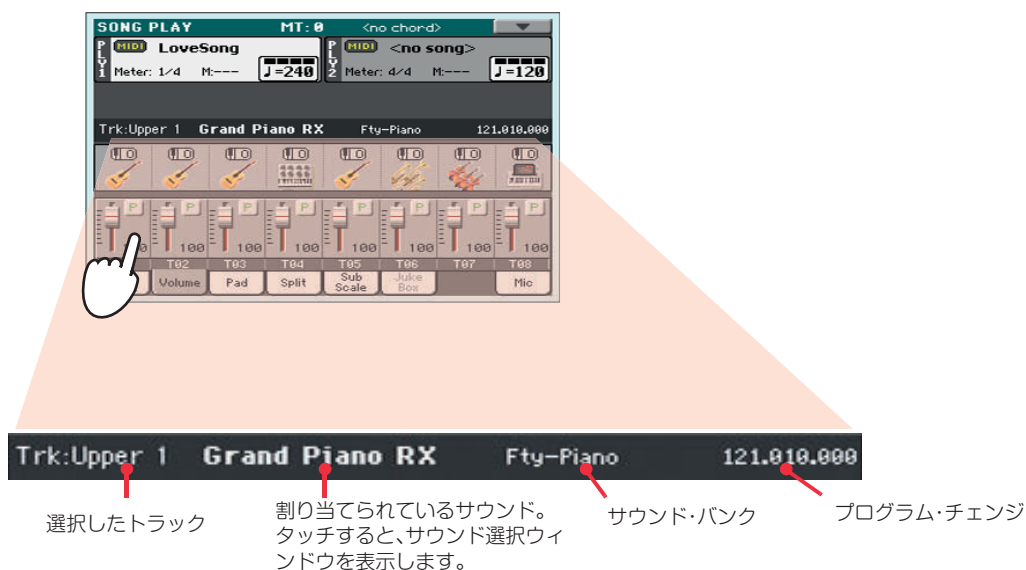 SONG PLAY MT: 0 <no chord>
PLY1 MIDI LoveSong
Meter: 1/4 M:--- ♩=240
PLY2 MIDI <no song>
Meter: 4/4 M:--- ♩=120
Trk:Upper 1 Grand Piano RX Fty-Piano 121.010.000
P P P P P P P P
100 100 100 100 100 100 100
T02 T03 T04 T05 T06 T07 T08
Volume Pad Split Sub Scale Juke Box Mic
Trk:Upper 1 Grand Piano RX Fty-Piano 121.010.000
選択したトラック
割り当てられているサウンド。
タッチすると、サウンド選択ウィ
ンドウを表示します。
サウンド・バンク
プログラム・チェンジ